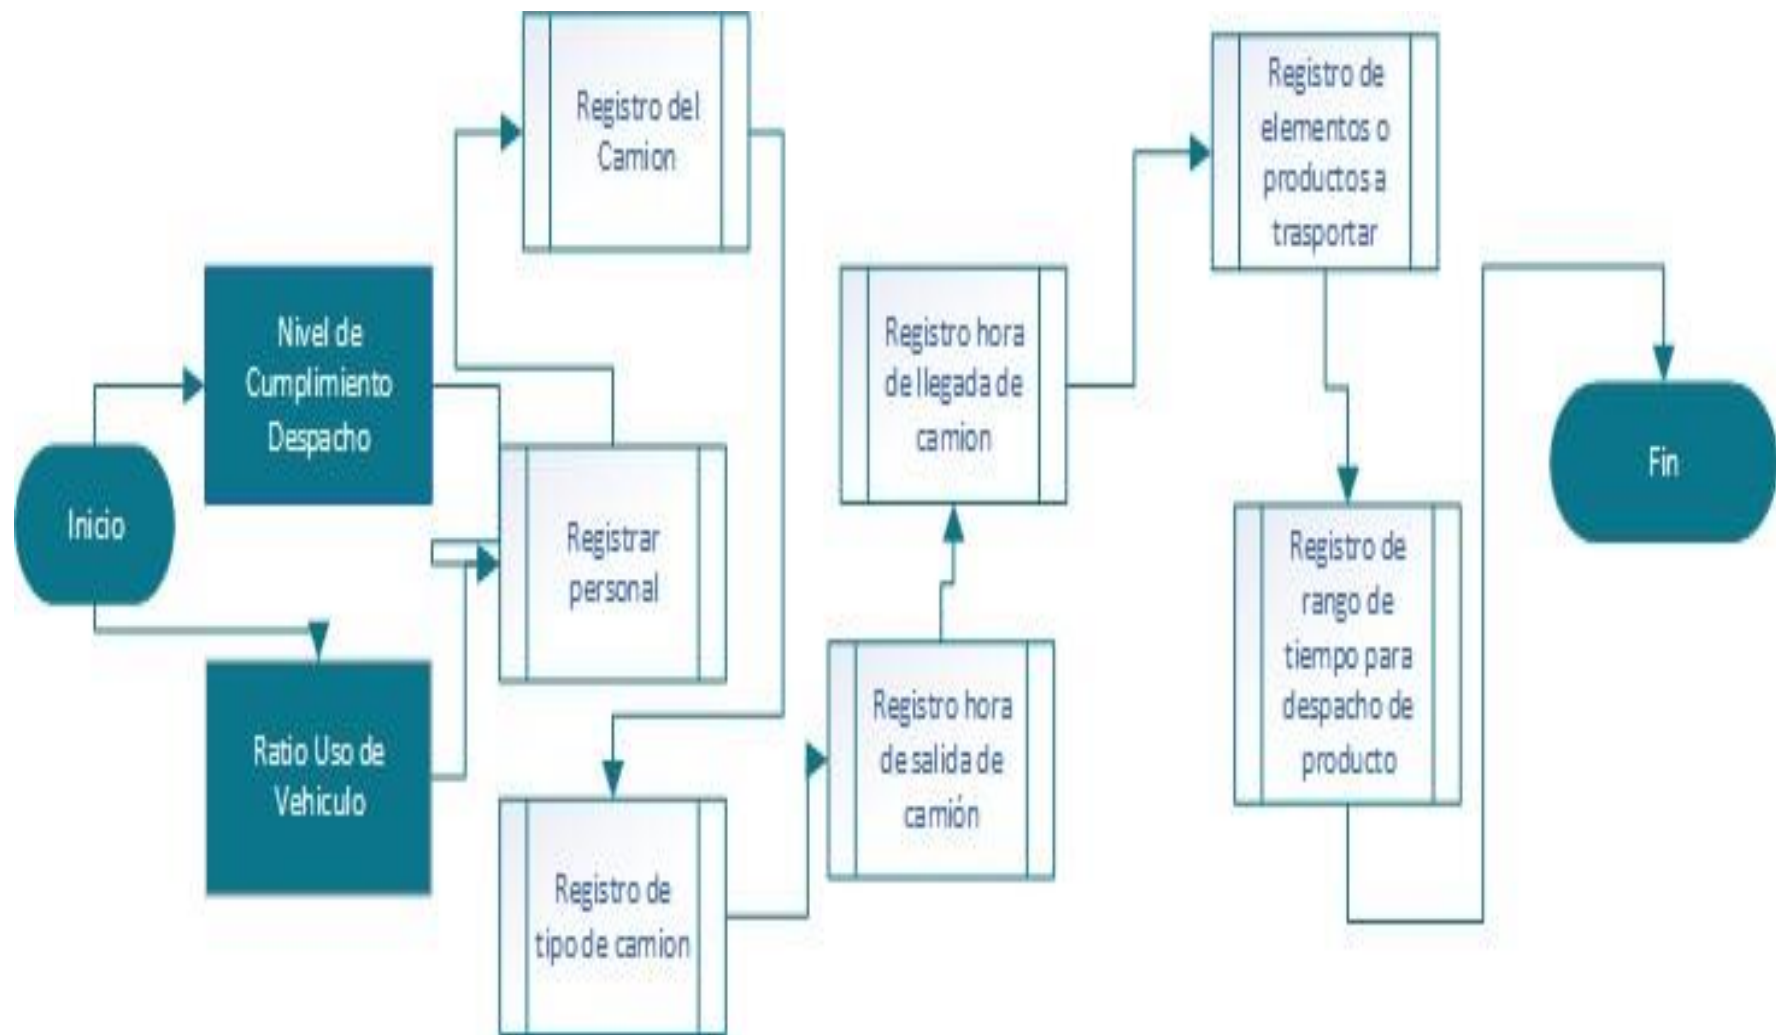 Inicio
Nivel de
Cumplimiento
Despacho
Ratio Uso de
Vehiculo
Registrar
personal
Registro del
Camion
Registro de
tipo de camion
Registro hora
de salida de
camión
Registro hora
de llegada de
camion
Registro de
elementos o
productos a
trasportar
Registro de
rango de
tiempo para
despacho de
producto
Fin